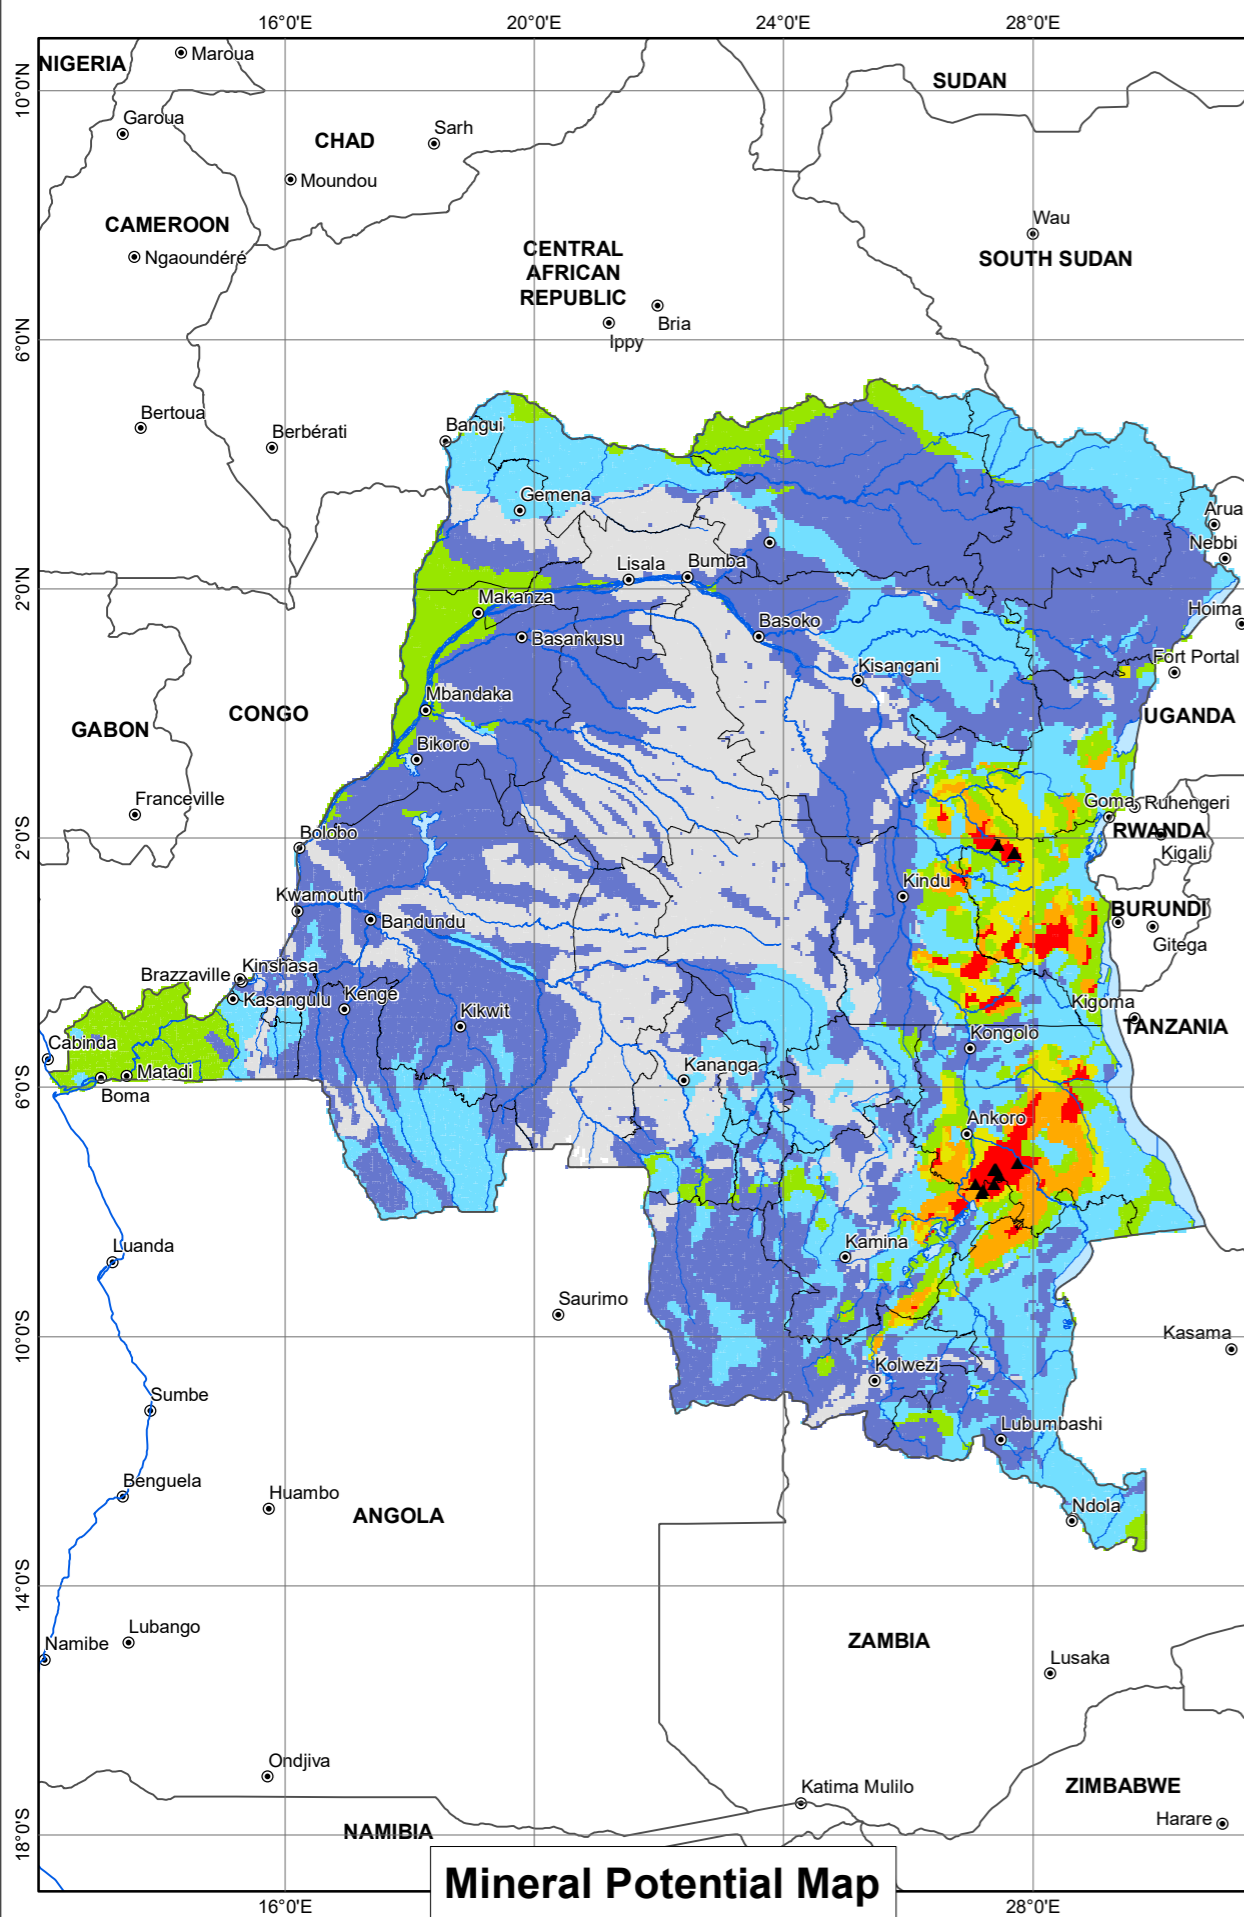 16°0'E
20°0'E
24°0'E
28°0'E
Maroua
NIGERIA
SUDAN
10°0'N
Garoua
Sarh
CHAD
Moundou
Wau
CAMEROON
CENTRAL
AFRICAN
REPUBLIC
Ngaoundéré
SOUTH SUDAN
Bria
Ippy
6°0'N
Bertoua
Berbérati
Bangui
Gemena
Arua
Nebbi
Lisala
Bumba
2°0'N
Makanza
Hoima
Basankusu
Basoko
Kisangani
Fort Portal
Mbandaka
CONGO
UGANDA
GABON
Bikoro
Franceville
Goma
Ruhengeri
Bolobo
2°0'S
RWANDA
Kigali
Kindu
Kwamouth
Bandundu
BURUNDI
Gitega
Brazzaville
Kinshasa
Kasangulu
Kenge
Kikwit
Kigoma
TANZANIA
Kongolo
Cabinda
Matadi
Boma
Kananga
6°0'S
Ankoro
Luanda
Kamina
Saurimo
10°0'S
Kasama
Kolwezi
Sumbe
Lubumbashi
Benguela
Huambo
ANGOLA
Ndola
14°0'S
Lubango
Namibe
ZAMBIA
Lusaka
Ondjiva
Katima Mulilo
ZIMBABWE
Harare
NAMIBIA
18°0'S
Mineral Potential Map
16°0'E
28°0'E